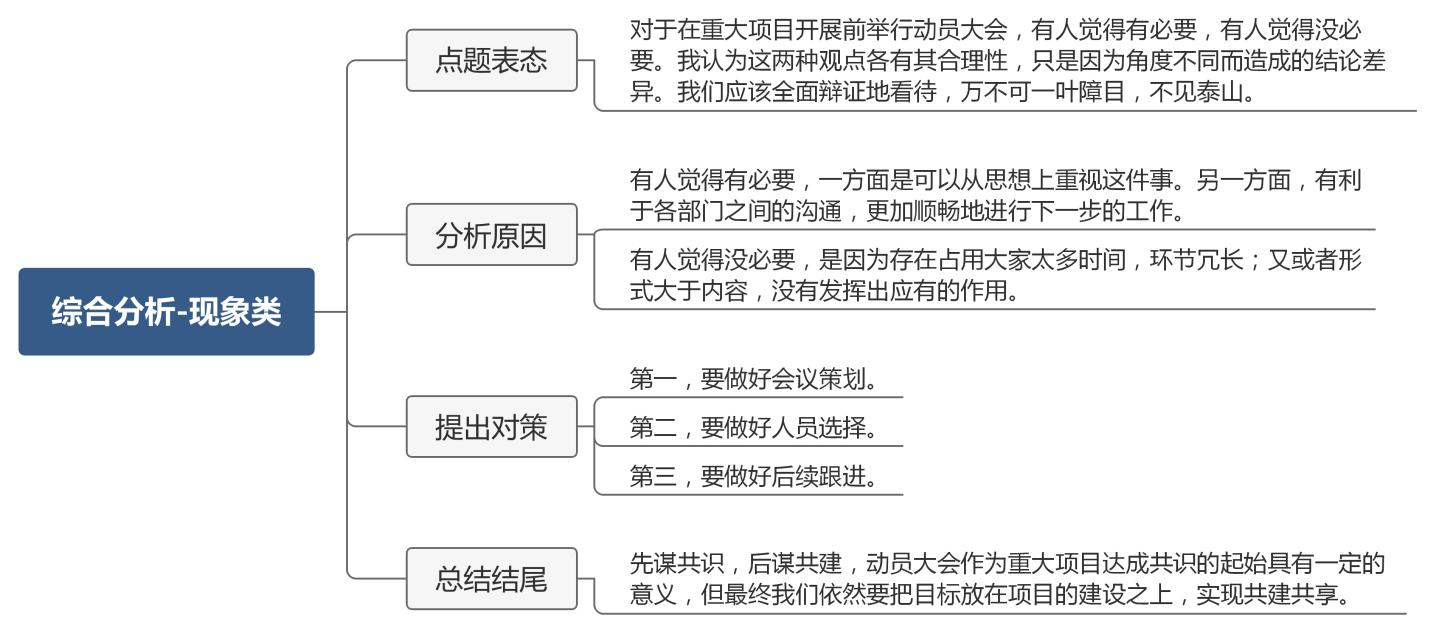 综合分析-现象类
点题表态
对于在重大项目开展前举行动员大会，有人觉得有必要，有人觉得没必
要。我认为这两种观点各有其合理性，只是因为角度不同而造成的结论差
异。我们应该全面辩证地看待，万不可一叶障目，不见泰山。
分析原因
有人觉得有必要，一方面是可以从思想上重视这件事。另一方面，有利
于各部门之间的沟通，更加顺畅地进行下一步的工作。
有人觉得没必要，是因为存在占用大家太多时间，环节冗长；又或者形
式大于内容，没有发挥出应有的作用。
提出对策
第一，要做好会议策划。
第二，要做好人员选择。
第三，要做好后续跟进。
总结结尾
先谋共识，后谋共建，动员大会作为重大项目达成共识的起始具有一定的
意义，但最终我们依然要把目标放在项目的建设之上，实现共建共享。